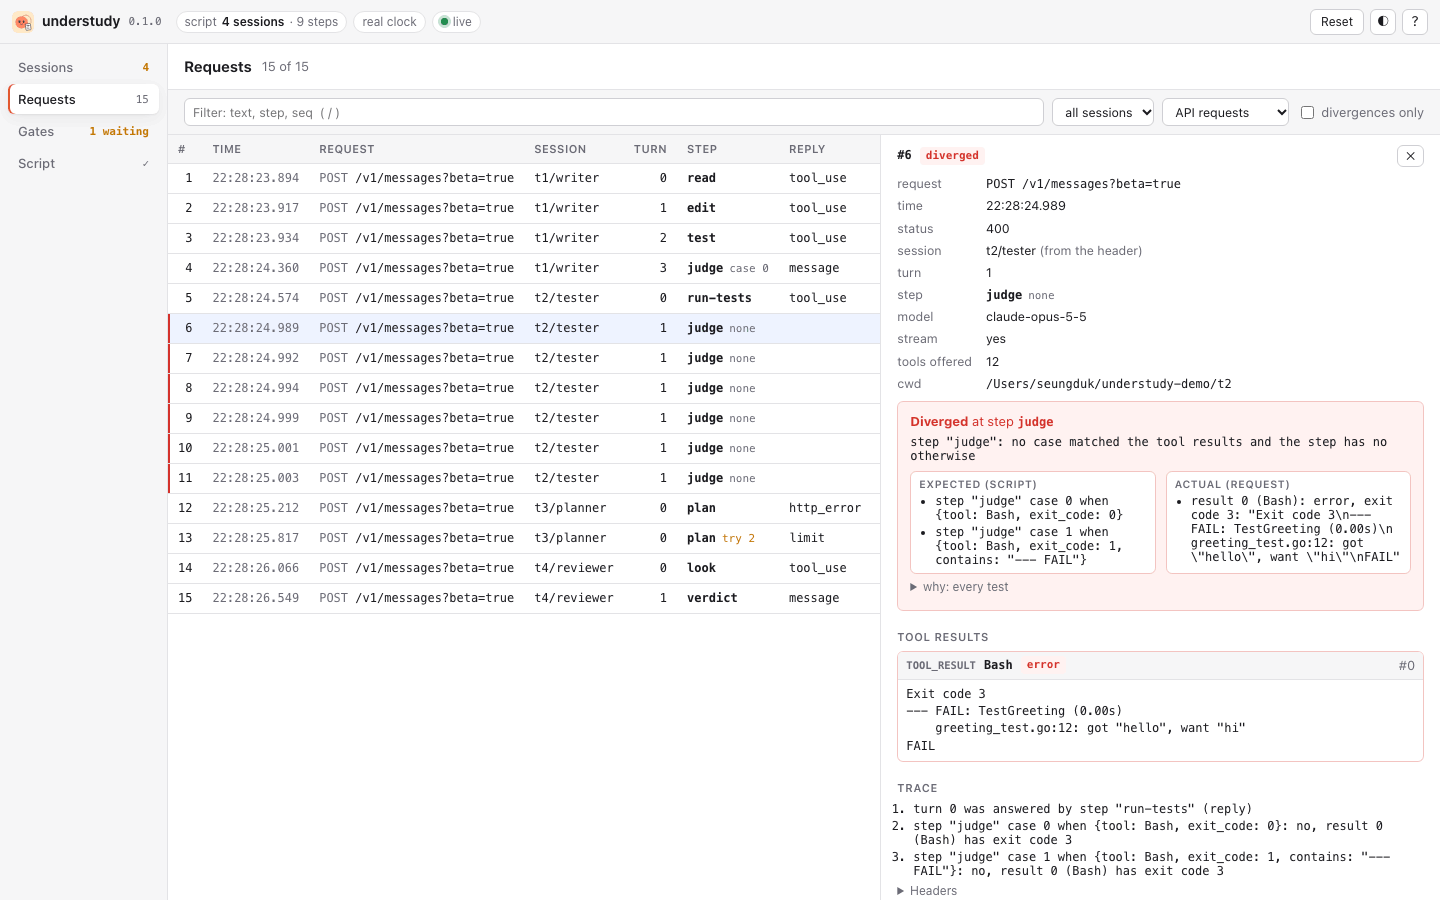 understudy 0.1.0 script 4 sessions · 9 steps real clock live Reset ?
Sessions 4
Requests 15
Gates 1 waiting
Script ✓
Requests 15 of 15
Filter: text, step, seq ( / ) all sessions API requests divergences only
# TIME REQUEST SESSION TURN STEP REPLY
1 22:28:23.894 POST /v1/messages?beta=true t1/writer 0 read tool_use
2 22:28:23.917 POST /v1/messages?beta=true t1/writer 1 edit tool_use
3 22:28:23.934 POST /v1/messages?beta=true t1/writer 2 test tool_use
4 22:28:24.360 POST /v1/messages?beta=true t1/writer 3 judge case 0 message
5 22:28:24.574 POST /v1/messages?beta=true t2/tester 0 run-tests tool_use
6 22:28:24.989 POST /v1/messages?beta=true t2/tester 1 judge none
7 22:28:24.992 POST /v1/messages?beta=true t2/tester 1 judge none
8 22:28:24.994 POST /v1/messages?beta=true t2/tester 1 judge none
9 22:28:24.999 POST /v1/messages?beta=true t2/tester 1 judge none
10 22:28:25.001 POST /v1/messages?beta=true t2/tester 1 judge none
11 22:28:25.003 POST /v1/messages?beta=true t2/tester 1 judge none
12 22:28:25.212 POST /v1/messages?beta=true t3/planner 0 plan http_error
13 22:28:25.817 POST /v1/messages?beta=true t3/planner 0 plan try 2 limit
14 22:28:26.066 POST /v1/messages?beta=true t4/reviewer 0 look tool_use
15 22:28:26.549 POST /v1/messages?beta=true t4/reviewer 1 verdict message
#6 diverged ×
request POST /v1/messages?beta=true
time 22:28:24.989
status 400
session t2/tester (from the header)
turn 1
step judge none
model claude-opus-5-5
stream yes
tools offered 12
cwd /Users/seungduk/understudy-demo/t2
Diverged at step judge
step "judge": no case matched the tool results and the step has no
otherwise
EXPECTED (SCRIPT)
• step "judge" case 0 when
{tool: Bash, exit_code: 0}
• step "judge" case 1 when
{tool: Bash, exit_code: 1,
contains: "--- FAIL"}
ACTUAL (REQUEST)
• result 0 (Bash): error, exit
code 3: "Exit code 3\n---
FAIL: TestGreeting (0.00s)\n
greeting_test.go:12: got
\"hello\", want \"hi\"\nFAIL"
▶ why: every test
TOOL RESULTS
TOOL_RESULT Bash error #0
Exit code 3
--- FAIL: TestGreeting (0.00s)
greeting_test.go:12: got "hello", want "hi"
FAIL
TRACE
1. turn 0 was answered by step "run-tests" (reply)
2. step "judge" case 0 when {tool: Bash, exit_code: 0}: no, result 0
(Bash) has exit code 3
3. step "judge" case 1 when {tool: Bash, exit_code: 1, contains: "---
FAIL"}: no, result 0 (Bash) has exit code 3
▶ Headers